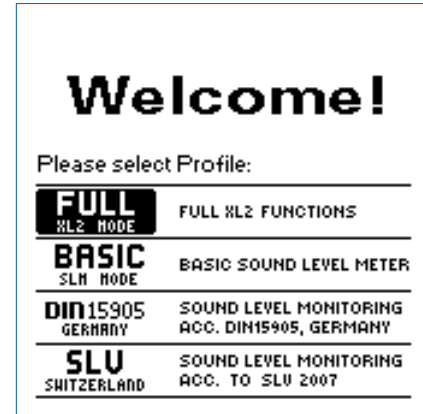 Welcome!
Please select Profile:
FULL
XL2 MODE
FULL XL2 FUNCTIONS
BASIC
SLM MODE
BASIC SOUND LEVEL METER
DIN15905
GERMANY
SOUND LEVEL MONITORING
ACC. DIN15905, GERMANY
SLV
SWITZERLAND
SOUND LEVEL MONITORING
ACC. TO SLV 2007